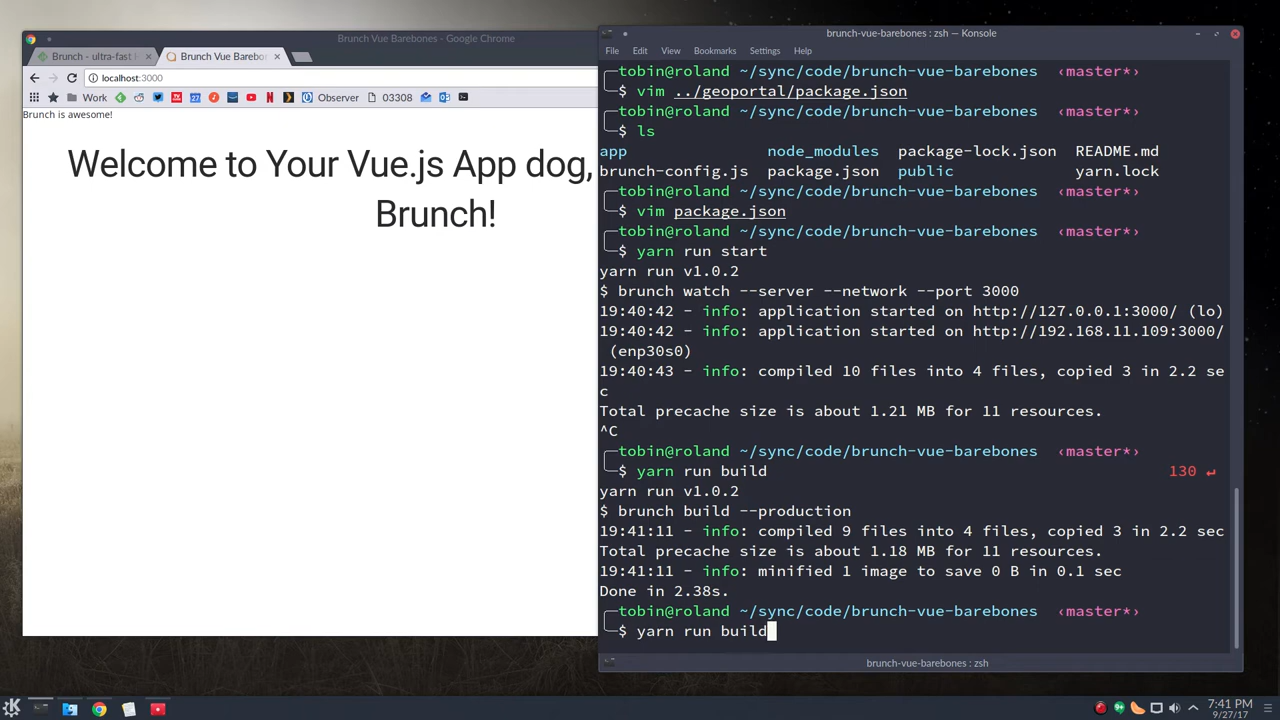 Brunch Vue Barebones - Google Chrome
Brunch - ultra-fast
Brunch Vue Barebo
localhost:3000
Work
27
Observer
03308
Brunch is awesome!
Welcome to Your Vue.js App dog,
Brunch!
brunch-vue-barebones : zsh — Konsole
File Edit View Bookmarks Settings Help
tobin@roland ~/sync/code/brunch-vue-barebones ‹master*›
$ vim ../geoportal/package.json
tobin@roland ~/sync/code/brunch-vue-barebones ‹master*›
$ ls
app node_modules package-lock.json README.md
brunch-config.js package.json public yarn.lock
tobin@roland ~/sync/code/brunch-vue-barebones ‹master*›
$ vim package.json
tobin@roland ~/sync/code/brunch-vue-barebones ‹master*›
$ yarn run start
yarn run v1.0.2
$ brunch watch --server --network --port 3000
19:40:42 - info: application started on http://127.0.0.1:3000/ (lo)
19:40:42 - info: application started on http://192.168.11.109:3000/
(enp30s0)
19:40:43 - info: compiled 10 files into 4 files, copied 3 in 2.2 se
c
Total precache size is about 1.21 MB for 11 resources.
^C
tobin@roland ~/sync/code/brunch-vue-barebones ‹master*›
$ yarn run build 130 ↵
yarn run v1.0.2
$ brunch build --production
19:41:11 - info: compiled 9 files into 4 files, copied 3 in 2.2 sec
Total precache size is about 1.18 MB for 11 resources.
19:41:11 - info: minified 1 image to save 0 B in 0.1 sec
Done in 2.38s.
tobin@roland ~/sync/code/brunch-vue-barebones ‹master*›
$ yarn run build
brunch-vue-barebones : zsh
7:41 PM
9/27/17